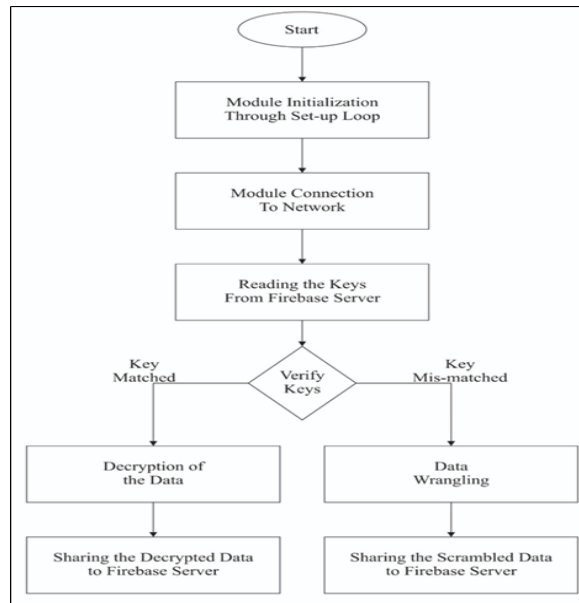 Start
Module Initialization
Through Set-up Loop
Module Connection
To Network
Reading the Keys
From Firebase Server
Key
Matched
Verify
Keys
Key
Mis-matched
Decryption of
the Data
Data
Wrangling
Sharing the Decrypted Data
to Firebase Server
Sharing the Scrambled Data
to Firebase Server